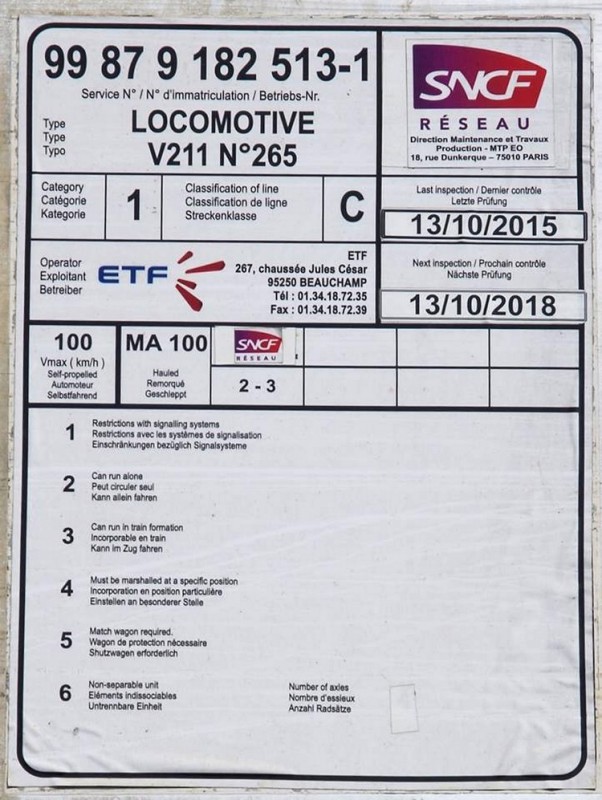 99 87 9 182 513-1
Service N° / N° d'immatriculation / Betriebs-Nr.
Type
Type
Typo
LOCOMOTIVE
V211 N°265
SNCF
RÉSEAU
Direction Maintenance et Travaux
Production - MTP EO
18, rue Dunkerque – 75010 PARIS
Category
Catégorie
Kategorie
1
Classification of line
Classification de ligne
Streckenklasse
C
Last inspection / Dernier contrôle
Letzte Prüfung
13/10/2015
Operator
Exploitant
Betreiber
ETF
ETF
267, chaussée Jules César
95250 BEAUCHAMP
Tél : 01.34.18.72.35
Fax : 01.34.18.72.39
Next inspection / Prochain contrôle
Nächste Prüfung
13/10/2018
100
Vmax ( km/h )
Self-propelled
Automoteur
Selbstfahrend
MA 100
Hauled
Remorqué
Geschleppt
SNCF
RÉSEAU
2 - 3
1
Restrictions with signalling systems
Restrictions avec les systèmes de signalisation
Einschränkungen bezüglich Signalsysteme
2
Can run alone
Peut circuler seul
Kann allein fahren
3
Can run in train formation
Incorporable en train
Kann im Zug fahren
4
Must be marshalled at a specific position
Incorporation en position particulière
Einstellen an besonderer Stelle
5
Match wagon required.
Wagon de protection nécessaire
Shutzwagen erforderlich
6
Non-separable unit
Eléments indissociables
Untrennbare Einheit
Number of axles
Nombre d'essieux
Anzahl Radsätze